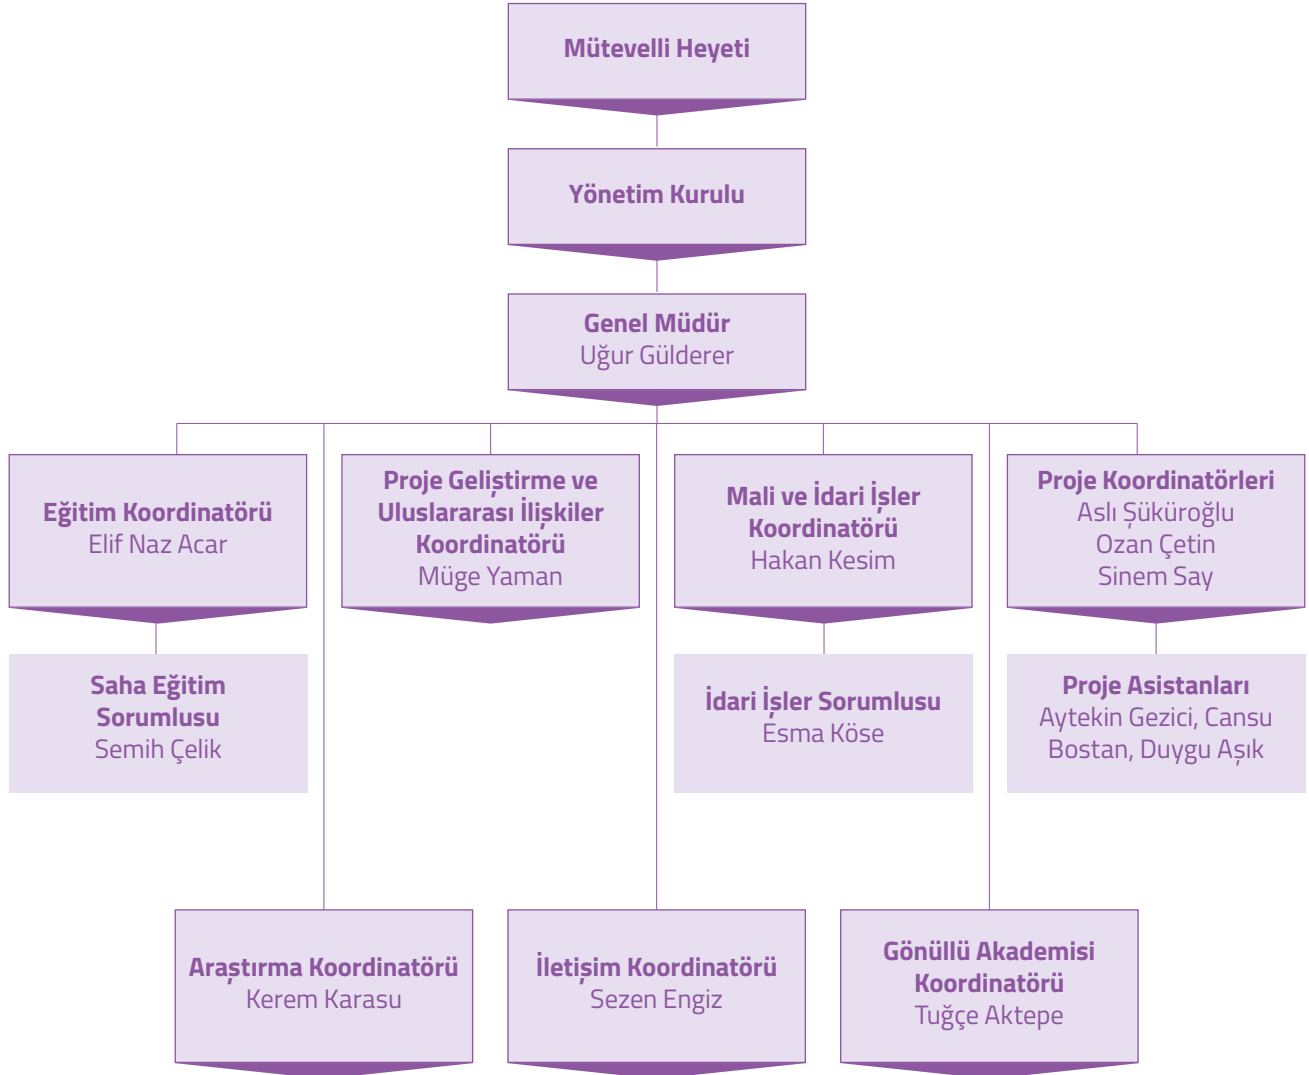 Mütevelli Heyeti
Yönetim Kurulu
Genel Müdür
Uğur Gülderer
Eğitim Koordinatörü
Elif Naz Acar
Proje Geliştirme ve
Uluslararası İlişkiler
Koordinatörü
Müge Yaman
Mali ve İdari İşler
Koordinatörü
Hakan Kesim
Proje Koordinatörleri
Aslı Şüküroğlu
Ozan Çetin
Sinem Say
Saha Eğitim
Sorumlusu
Semih Çelik
İdari İşler Sorumlusu
Esma Köse
Proje Asistanları
Aytekin Gezici, Cansu
Bostan, Duygu Aşık
Araştırma Koordinatörü
Kerem Karasu
İletişim Koordinatörü
Sezen Engiz
Gönüllü Akademisi
Koordinatörü
Tuğçe Aktepe